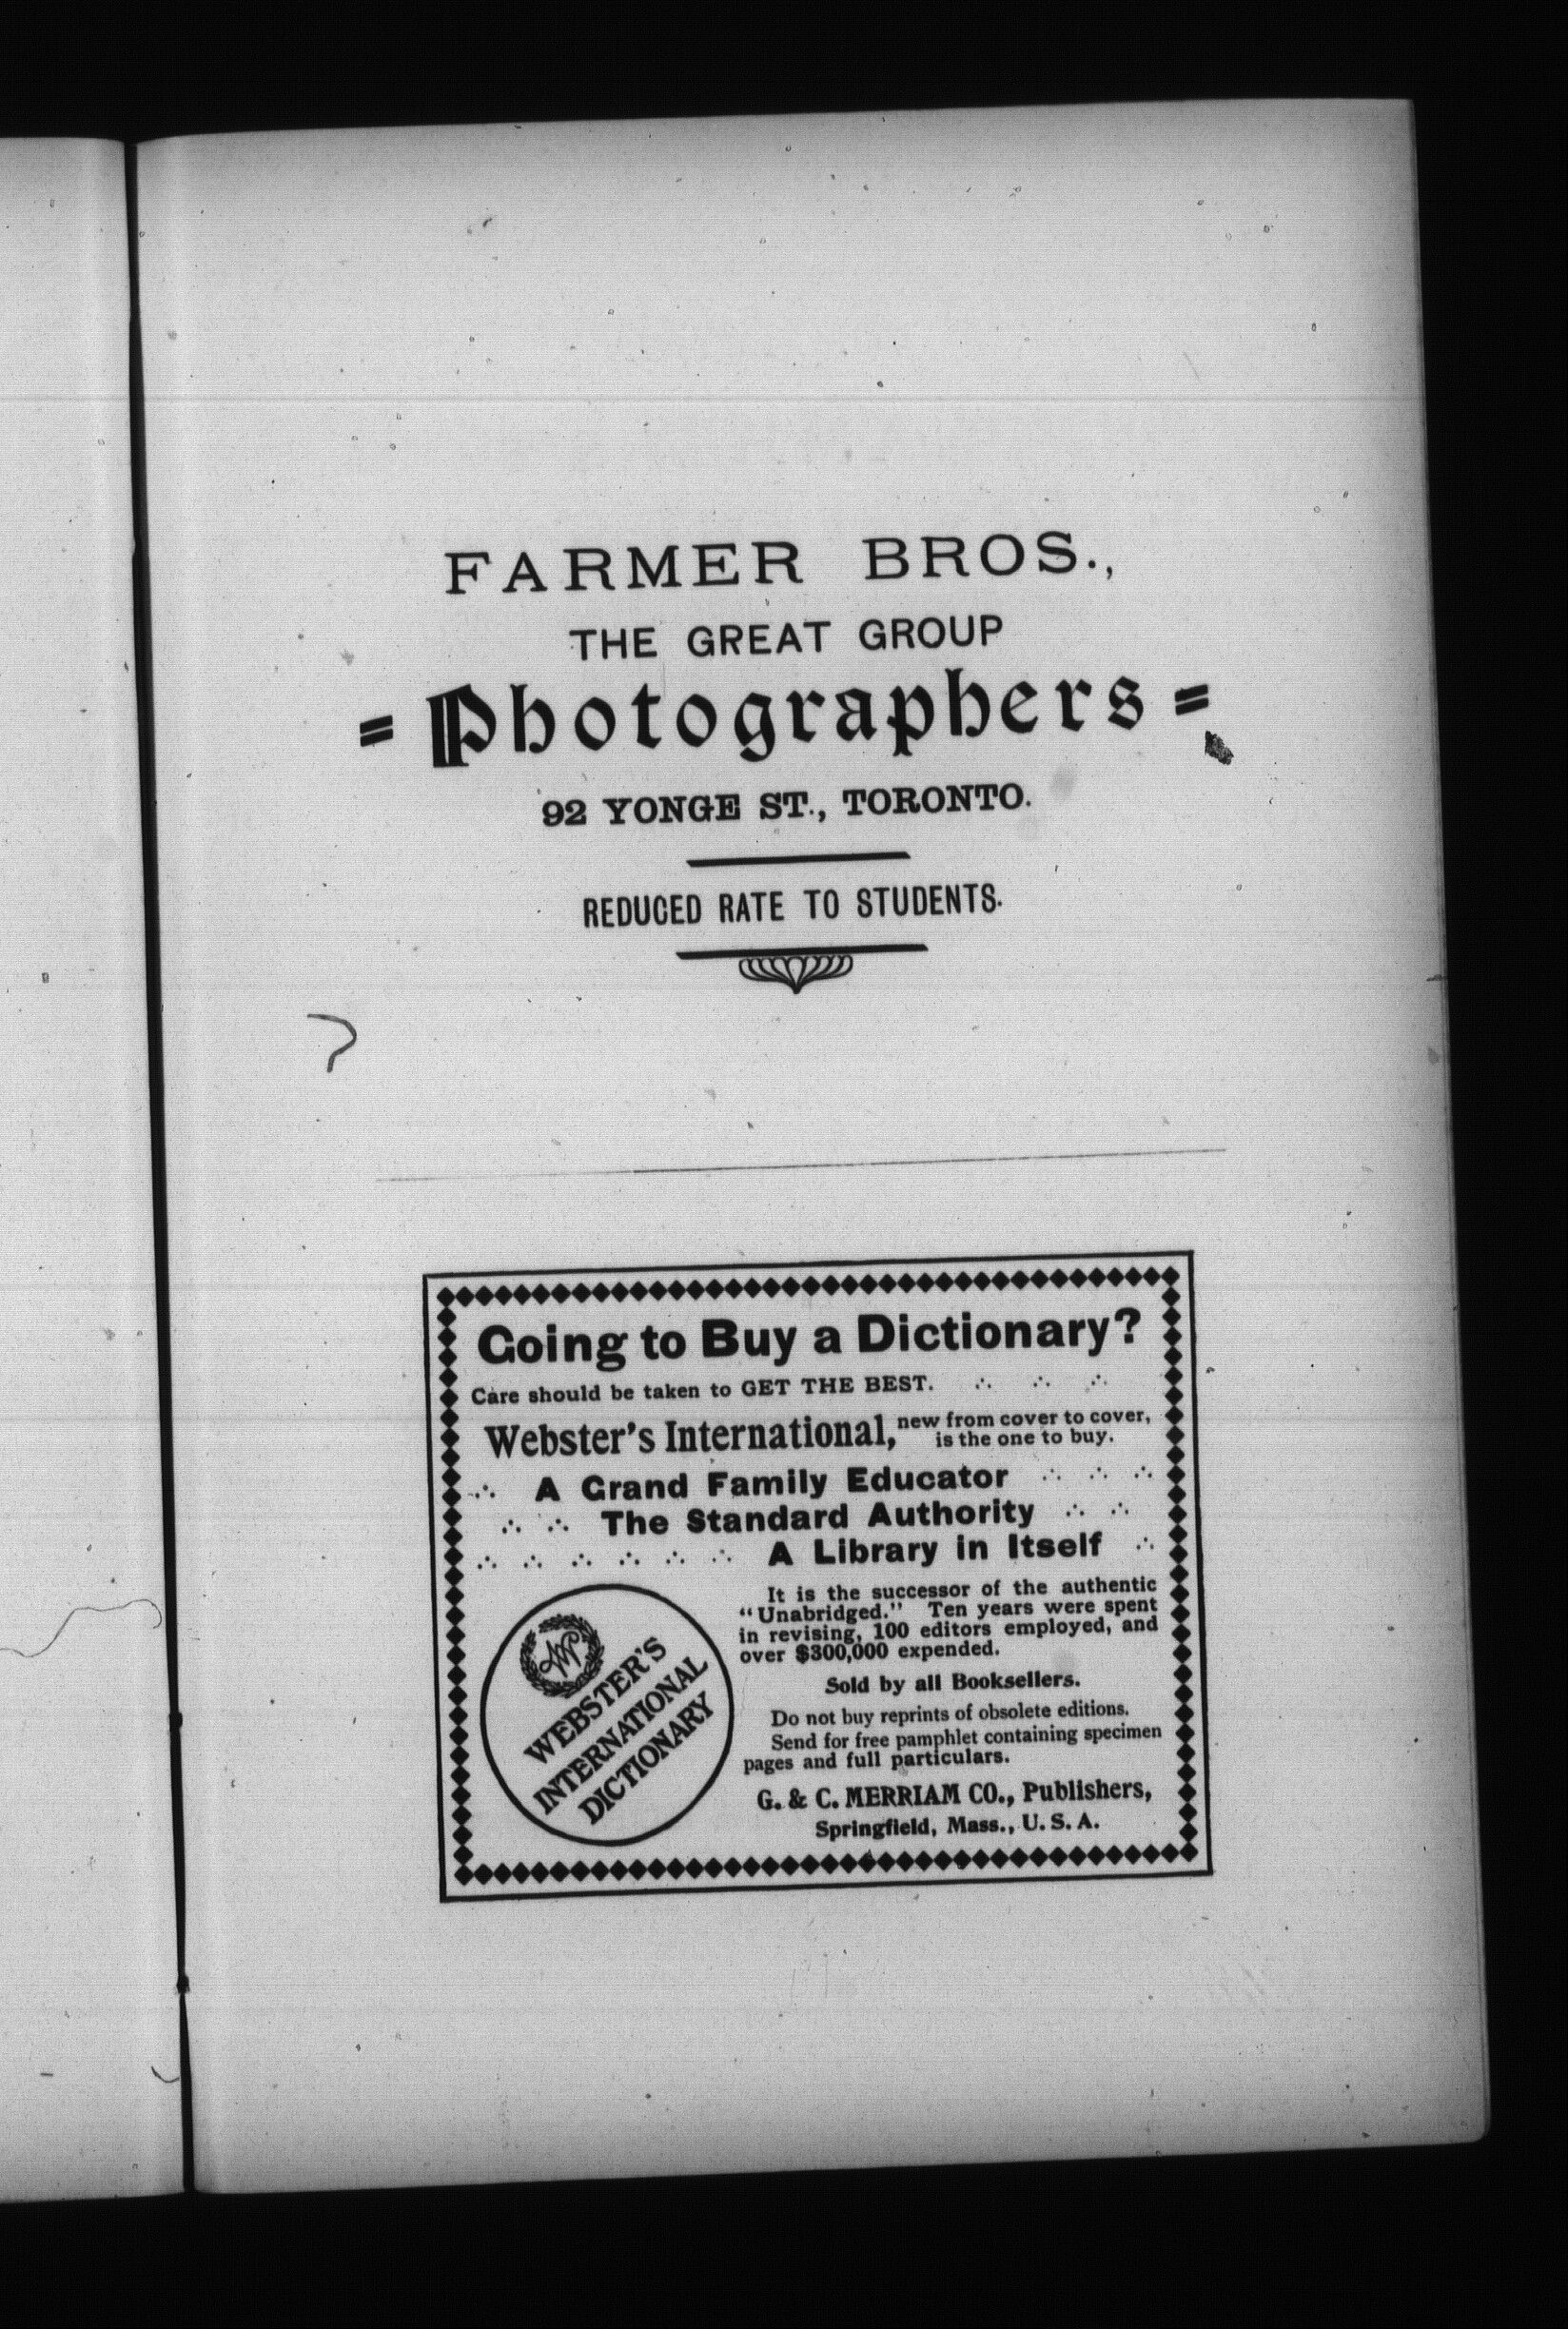 FARMER BROS.,
THE GREAT GROUP
Photographers
92 YONGE ST., TORONTO.
REDUCED RATE TO STUDENTS.
Going to Buy a Dictionary?
Care should be taken to GET THE BEST.
Webster's International, new from cover to cover,
is the one to buy.
A Grand Family Educator
The Standard Authority
A Library in Itself
WEBSTER'S
INTERNATIONAL
DICTIONARY
It is the successor of the authentic
"Unabridged." Ten years were spent
in revising, 100 editors employed, and
over $300,000 expended.
Sold by all Booksellers.
Do not buy reprints of obsolete editions.
Send for free pamphlet containing specimen
pages and full particulars.
G. & C. MERRIAM CO., Publishers,
Springfield, Mass., U. S. A.